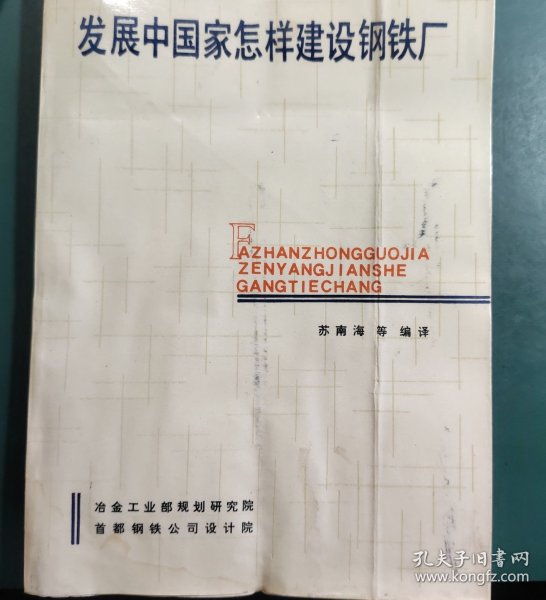 发展中国家怎样建设钢铁厂
FAZHANZHONGGUOJIA
ZENYANGJIANSHE
GANGTIECHANG
苏南海 等 编译
冶金工业部规划研究院
首都钢铁公司设计院
孔夫子旧书网
www.kongfz.com